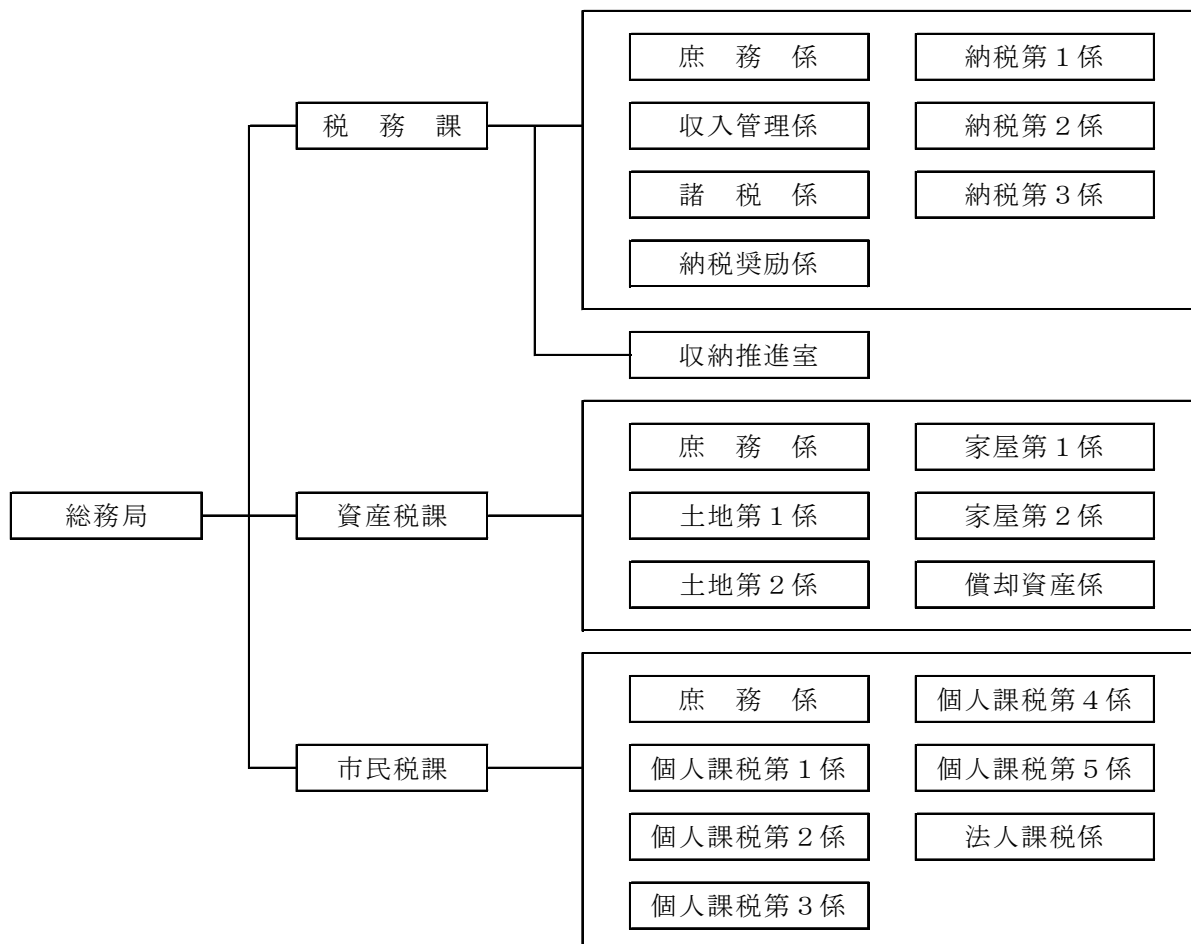 庶　務　係
納税第１係
税　務　課
収入管理係
納税第２係
諸　税　係
納税第３係
納税奨励係
収納推進室
庶　務　係
家屋第１係
総務局
資産税課
土地第１係
家屋第２係
土地第２係
償却資産係
庶　務　係
個人課税第４係
市民税課
個人課税第１係
個人課税第５係
個人課税第２係
法人課税係
個人課税第３係